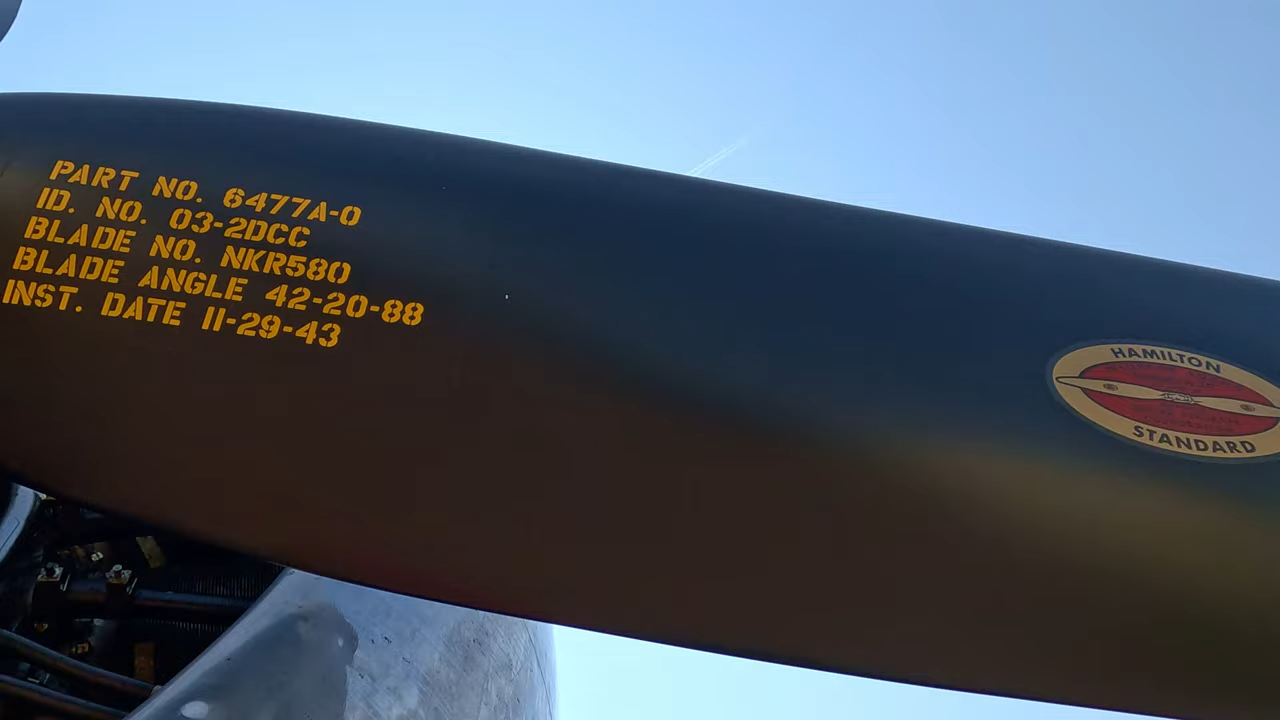 PART NO. 6477A-0
ID. NO. 03-2DCC
BLADE NO. NKR580
BLADE ANGLE 42-20-88
INST. DATE 11-29-43
HAMILTON
STANDARD